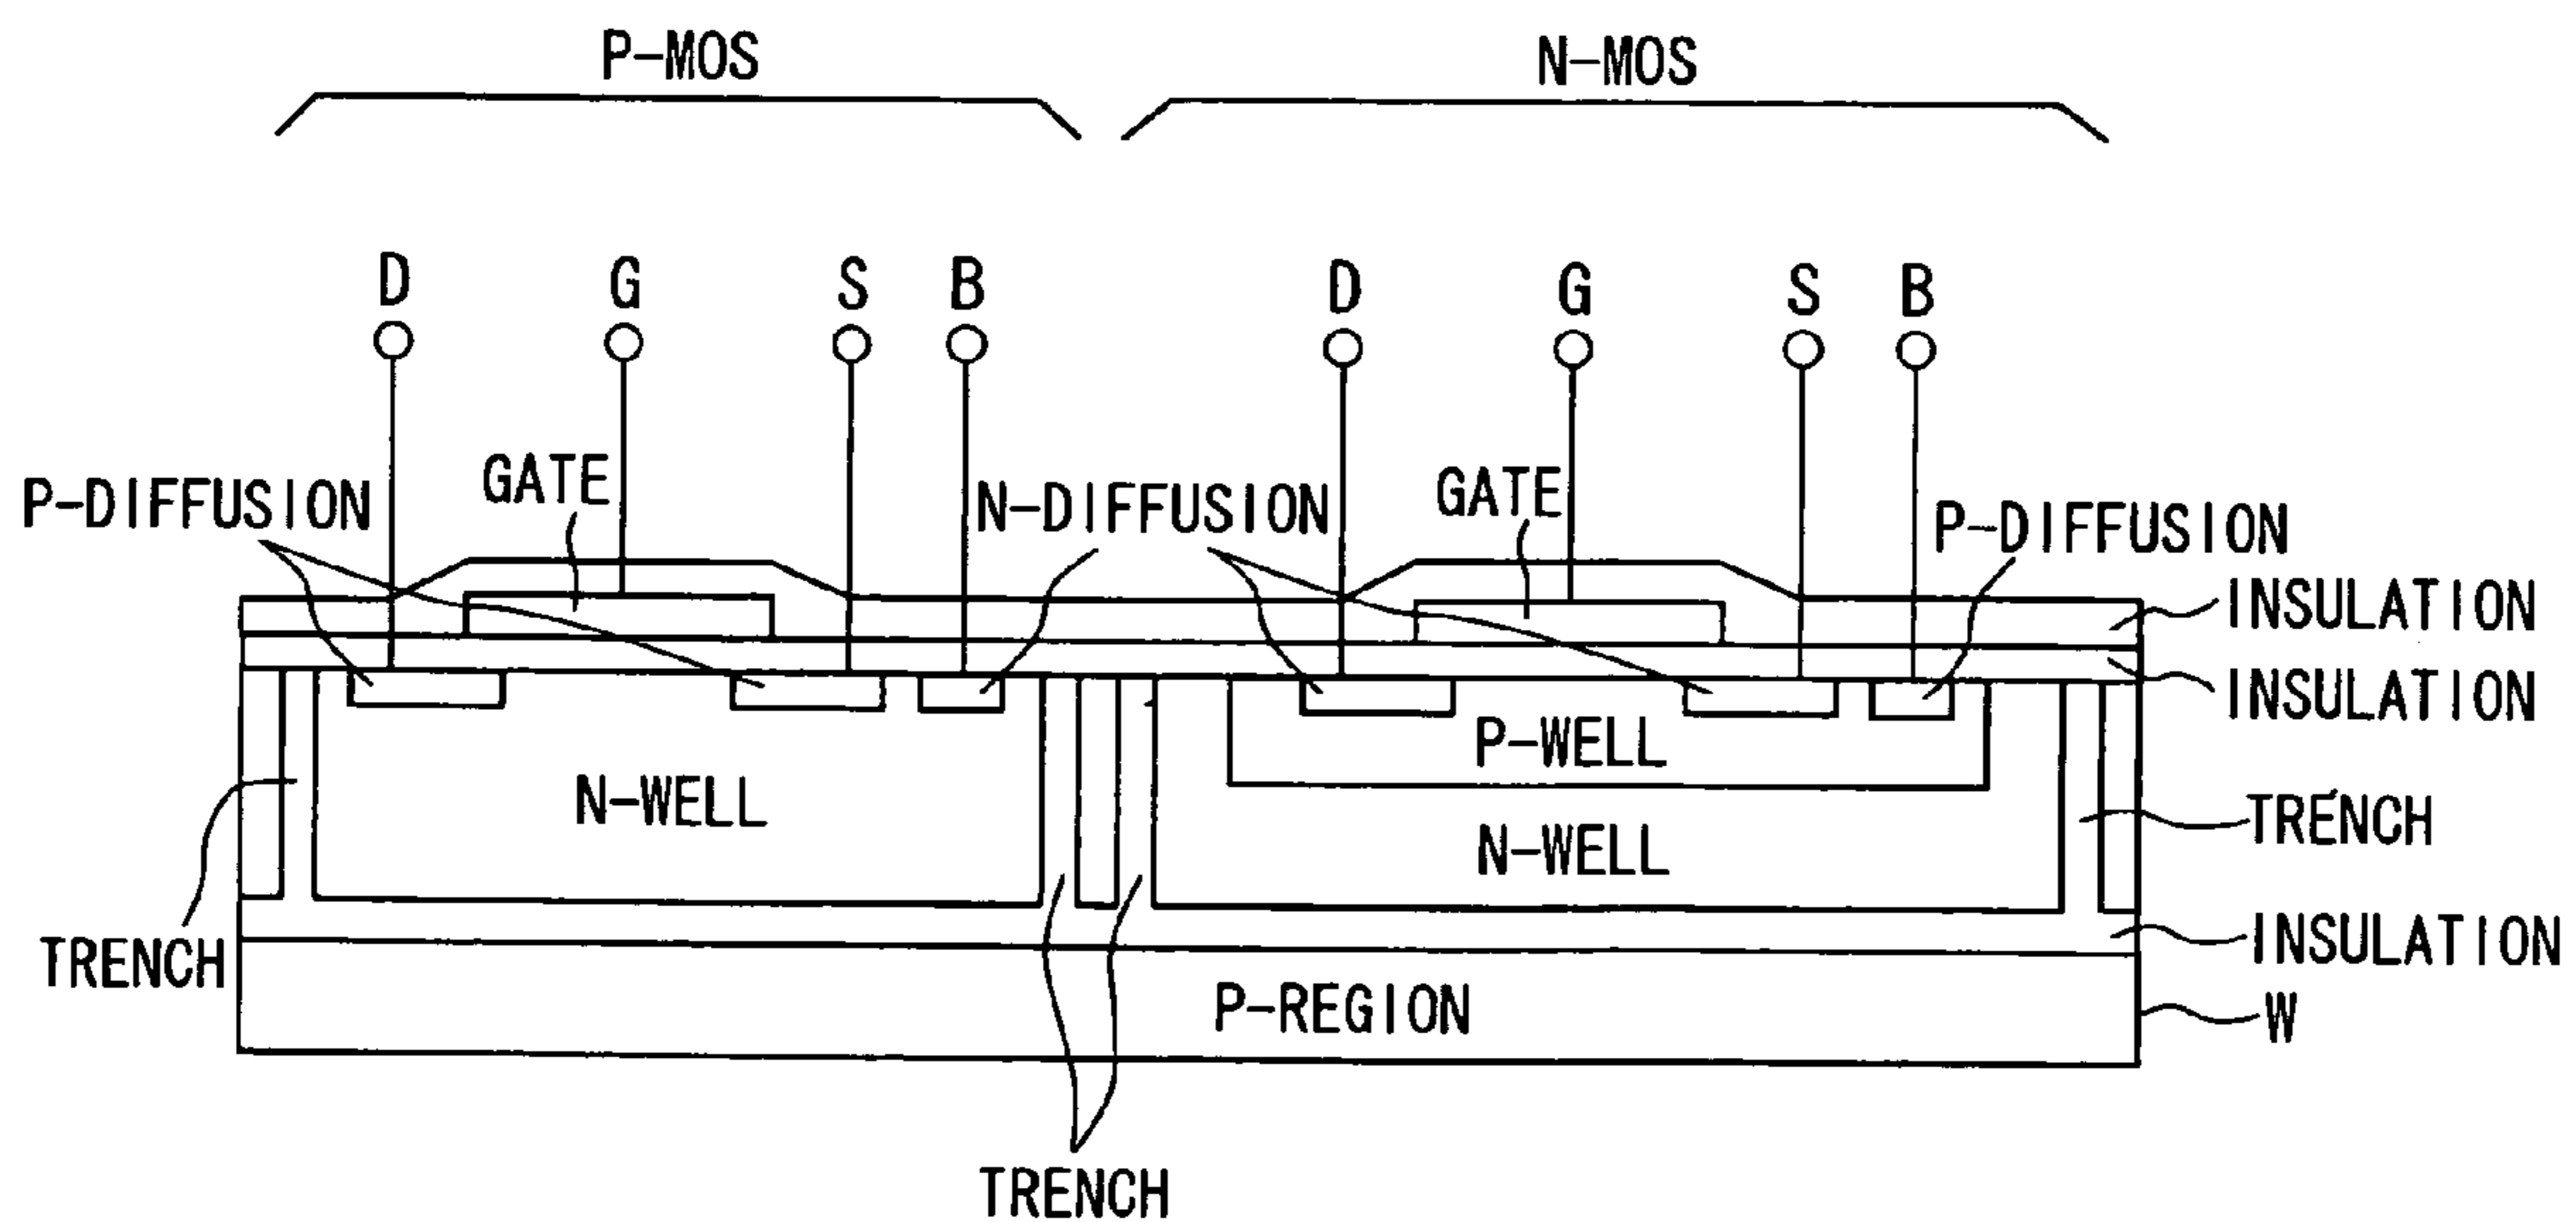 P-MOS
N-MOS
D G S B D G S B
P-DIFFUSION
GATE
N-DIFFUSION
GATE
P-DIFFUSION
INSULATION
INSULATION
P-WELL
N-WELL
N-WELL
TRENCH
TRENCH
INSULATION
P-REGION
W
TRENCH